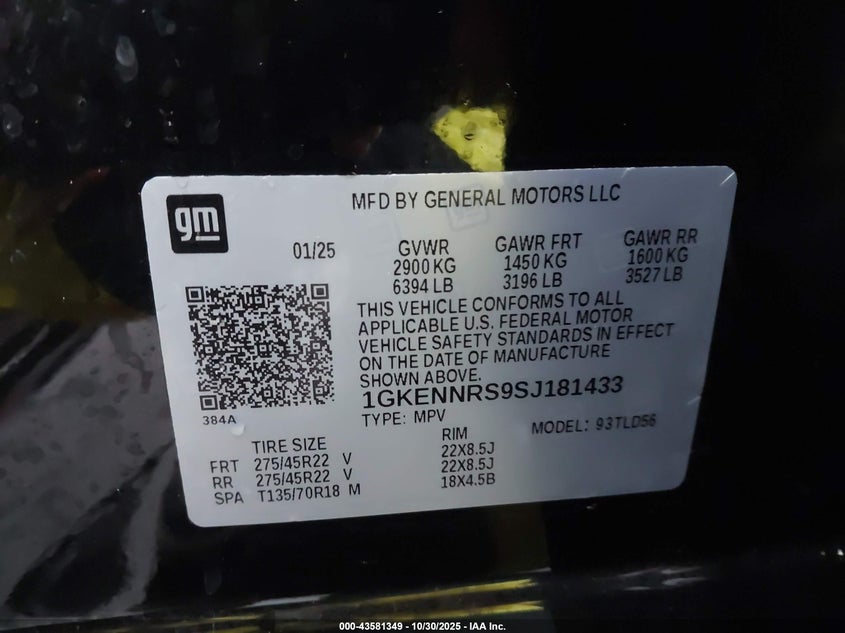 gm
MFD BY GENERAL MOTORS LLC
01/25
GVWR GAWR FRT GAWR RR
2900 KG 1450 KG 1600 KG
6394 LB 3196 LB 3527 LB
THIS VEHICLE CONFORMS TO ALL
APPLICABLE U.S. FEDERAL MOTOR
VEHICLE SAFETY STANDARDS IN EFFECT
ON THE DATE OF MANUFACTURE
SHOWN ABOVE.
1GKENNRS9SJ181433
384A
TYPE: MPV MODEL: 93TLD56
TIRE SIZE RIM
FRT 275/45R22 V 22X8.5J
RR 275/45R22 V 22X8.5J
SPA T135/70R18 M 18X4.5B
000-43581349 - 10/30/2025 - IAA Inc.